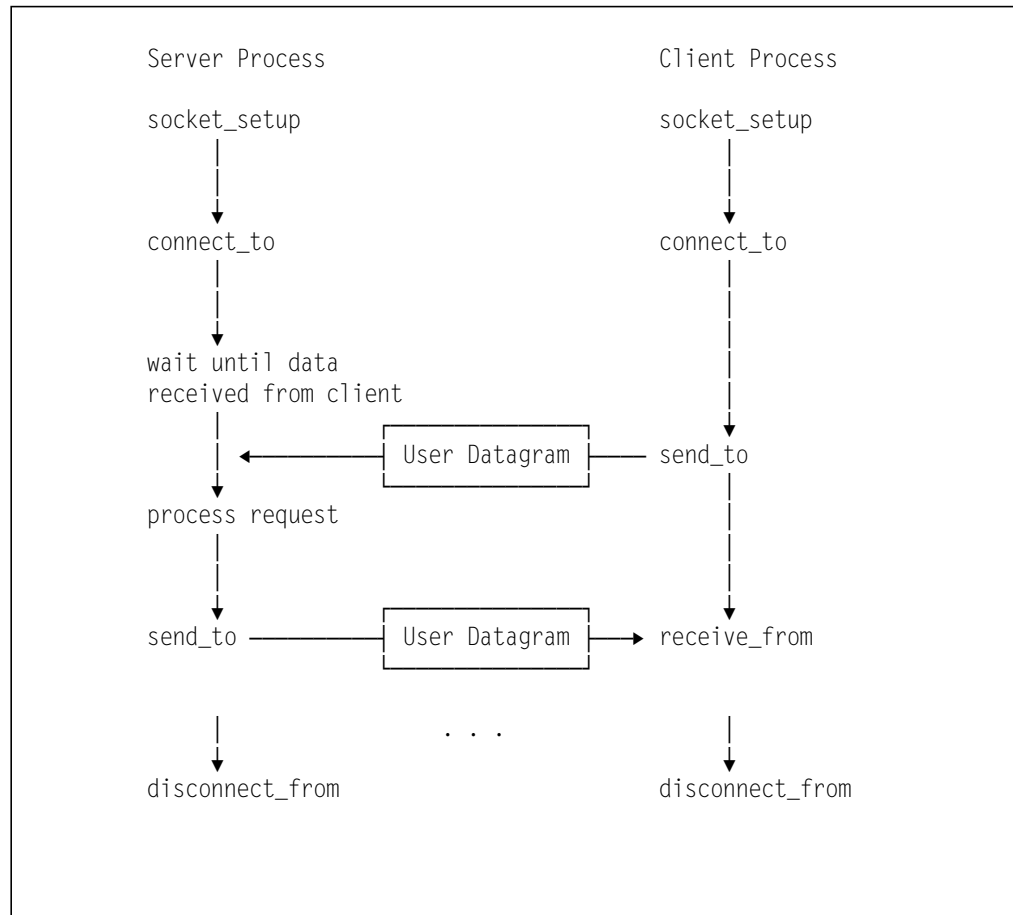 Server Process Client Process
socket_setup socket_setup
connect_to connect_to
wait until data
received from client
User Datagram send_to
process request
send_to User Datagram receive_from
. . .
disconnect_from disconnect_from